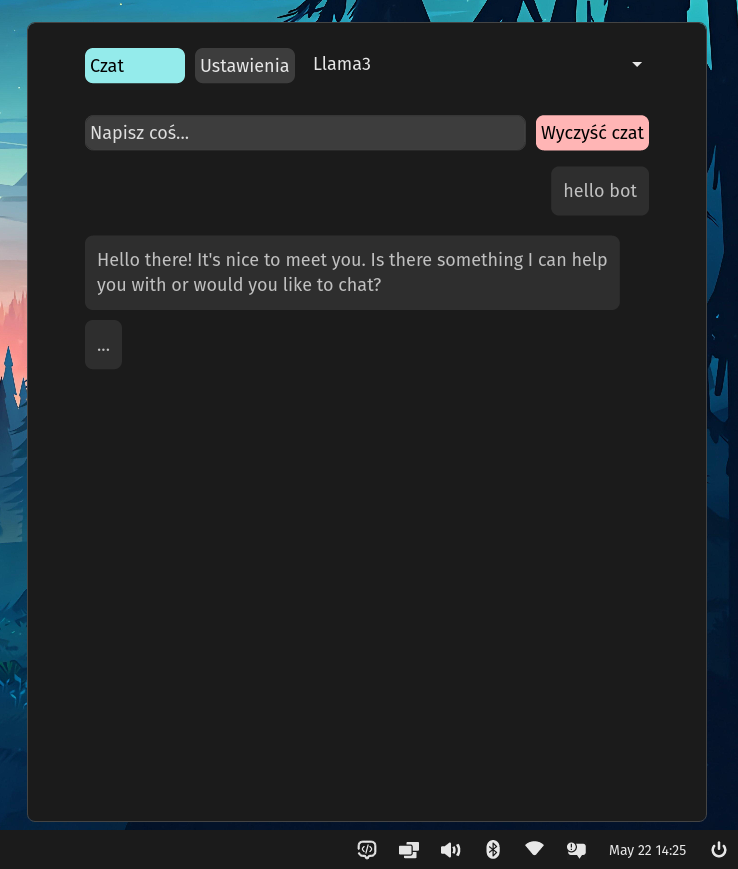 Czat
Ustawienia
Llama3
Napisz coś...
Wyczyść czat
hello bot
Hello there! It's nice to meet you. Is there something I can help
you with or would you like to chat?
...
May 22 14:25